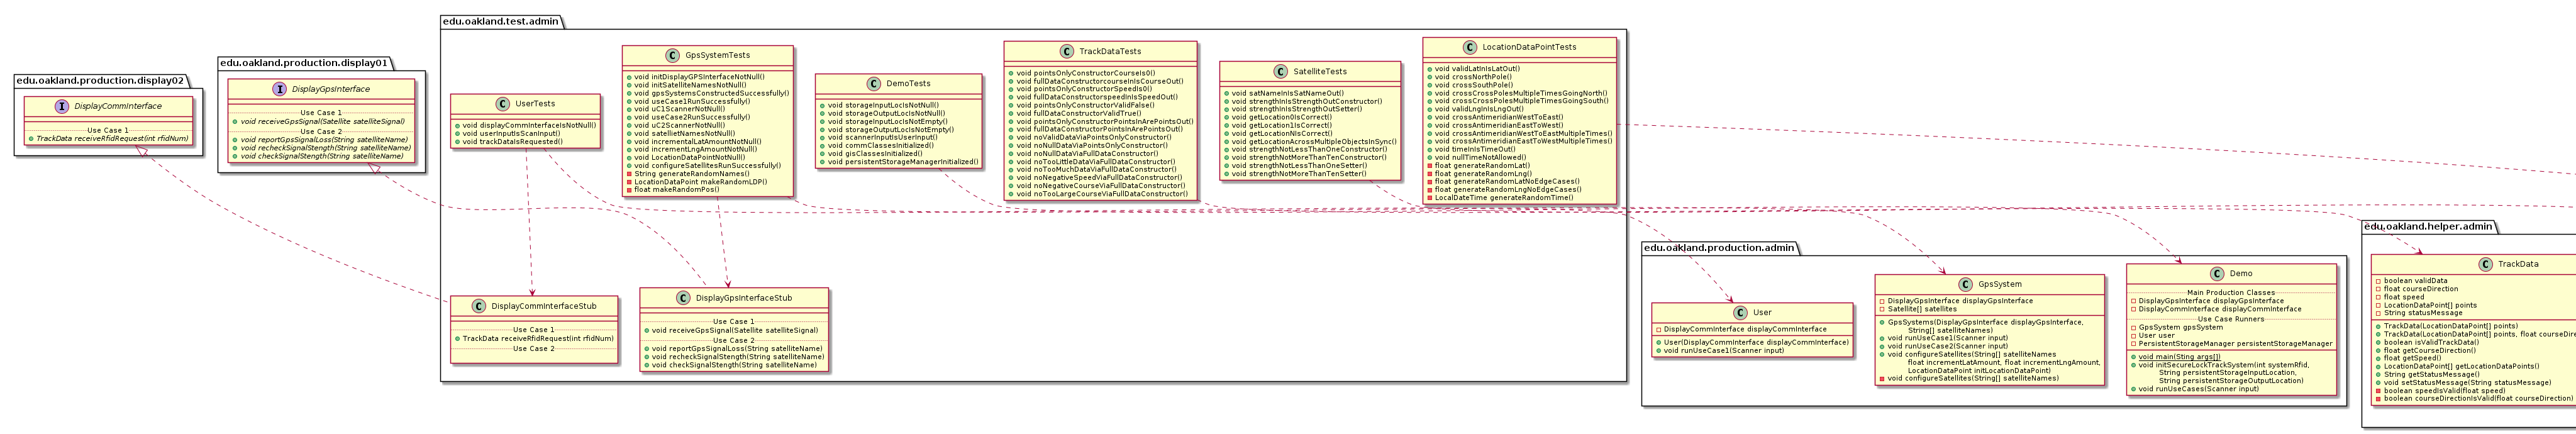 edu.oakland.production.display02
I DisplayCommInterface
Use Case 1
TrackData receiveRfidRequest(int rfidNum)
edu.oakland.production.display01
I DisplayGpsInterface
Use Case 1
void receiveGpsSignal(Satellite satelliteSignal)
Use Case 2
void reportGpsSignalLoss(String satelliteName)
void recheckSignalStength(String satelliteName)
void checkSignalStength(String satelliteName)
edu.oakland.test.admin
C UserTests
void displayCommInterfaceIsNotNull()
void userInputIsScanInput()
void trackDataIsRequested()
C GpsSystemTests
void initDisplayGPSInterfaceNotNull()
void initSatelliteNamesNotNull()
void gpsSystemsConstructedSuccessfully()
void useCase1RunSuccessfully()
void uC1ScannerNotNull()
void useCase2RunSuccessfully()
void uC2ScannerNotNull()
void satellietNamesNotNull()
void incrementalLatAmountNotNull()
void incrementLngAmountNotNull()
void LocationDataPointNotNull()
void configureSatellitesRunSuccessfully()
String generateRandomNames()
LocationDataPoint makeRandomLDP()
float makeRandomPos()
C DemoTests
void storageInputLocIsNotNull()
void storageOutputLocIsNotNull()
void storageInputLocIsNotEmpty()
void storageOutputLocIsNotEmpty()
void scannerInputIsUserInput()
void commClassesInitialized()
void gisClassesInitialized()
void persistentStorageManagerInitialized()
C TrackDataTests
void pointsOnlyConstructorCourseIs0()
void fullDataConstructorcourseInIsCourseOut()
void pointsOnlyConstructorSpeedIs0()
void fullDataConstructorspeedInIsSpeedOut()
void pointsOnlyConstructorValidFalse()
void fullDataConstructorValidTrue()
void pointsOnlyConstructorPointsInArePointsOut()
void fullDataConstructorPointsInArePointsOut()
void noValidDataViaPointsOnlyConstructor()
void noNullDataViaPointsOnlyConstructor()
void noNullDataViaFullDataConstructor()
void noTooLittleDataViaFullDataConstructor()
void noTooMuchDataViaFullDataConstructor()
void noNegativeSpeedViaFullDataConstructor()
void noNegativeCourseViaFullDataConstructor()
void noTooLargeCourseViaFullDataConstructor()
C SatelliteTests
void satNameInIsSatNameOut()
void strengthInIsStrengthOutConstructor()
void strengthInIsStrengthOutSetter()
void getLocation0IsCorrect()
void getLocation1IsCorrect()
void getLocationNIsCorrect()
void getLocationAcrossMultipleObjectsInSync()
void strengthNotLessThanOneConstructor()
void strengthNotMoreThanTenConstructor()
void strengthNotLessThanOneSetter()
void strengthNotMoreThanTenSetter()
C LocationDataPointTests
void validLatInIsLatOut()
void crossNorthPole()
void crossSouthPole()
void crossCrossPolesMultipleTimesGoingNorth()
void crossCrossPolesMultipleTimesGoingSouth()
void validLngInIsLngOut()
void crossAntimeridianWestToEast()
void crossAntimeridianEastToWest()
void crossAntimeridianWestToEastMultipleTimes()
void crossAntimeridianEastToWestMultipleTimes()
void timeInIsTimeOut()
void nullTimeNotAllowed()
float generateRandomLat()
float generateRandomLng()
float generateRandomLatNoEdgeCases()
float generateRandomLngNoEdgeCases()
LocalDateTime generateRandomTime()
C DisplayCommInterfaceStub
Use Case 1
TrackData receiveRfidRequest(int rfidNum)
Use Case 2
C DisplayGpsInterfaceStub
Use Case 1
void receiveGpsSignal(Satellite satelliteSignal)
Use Case 2
void reportGpsSignalLoss(String satelliteName)
void recheckSignalStength(String satelliteName)
void checkSignalStength(String satelliteName)
edu.oakland.production.admin
C User
DisplayCommInterface displayCommInterface
User(DisplayCommInterface displayCommInterface)
void runUseCase1(Scanner input)
C GpsSystem
DisplayGpsInterface displayGpsInterface
Satellite[] satellites
GpsSystems(DisplayGpsInterface displayGpsInterface,
String[] satelliteNames)
void runUseCase1(Scanner input)
void runUseCase2(Scanner input)
void configureSatellites(String[] satelliteNames
float incrementLatAmount, float incrementLngAmount,
LocationDataPoint initLocationDataPoint)
void configureSatellites(String[] satelliteNames)
C Demo
Main Production Classes
DisplayGpsInterface displayGpsInterface
DisplayCommInterface displayCommInterface
Use Case Runners
GpsSystem gpsSystem
User user
PersistentStorageManager persistentStorageManager
void main(Sting args[])
void initSecureLockTrackSystem(int systemRfid,
String persistentStorageInputLocation,
String persistentStorageOutputLocation)
void runUseCases(Scanner input)
edu.oakland.helper.admin
C TrackData
boolean validData
float courseDirection
float speed
LocationDataPoint[] points
String statusMessage
TrackData(LocationDataPoint[] points)
TrackData(LocationDataPoint[] points, float courseDire
boolean isValidTrackData()
float getCourseDirection()
float getSpeed()
LocationDataPoint[] getLocationDataPoints()
String getStatusMessage()
void setStatusMessage(String statusMessage)
boolean speedIsValid(float speed)
boolean courseDirectionIsValid(float courseDirection)